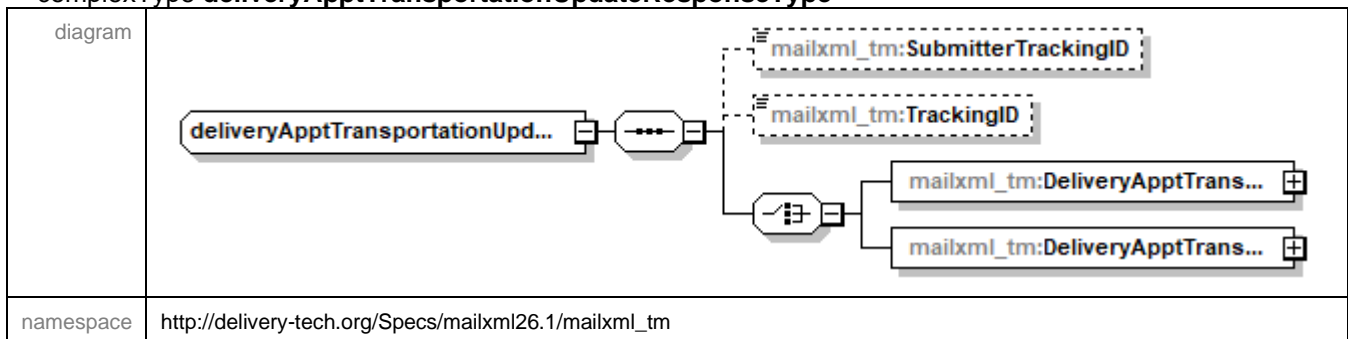 complexType deliveryApptTransportationUpdateResponseType
diagram
mailxml_tm:SubmitterTrackingID
mailxml_tm:TrackingID
deliveryApptTransportationUpd...
mailxml_tm:DeliveryApptTrans...
mailxml_tm:DeliveryApptTrans...
namespace
http://delivery-tech.org/Specs/mailxml26.1/mailxml_tm